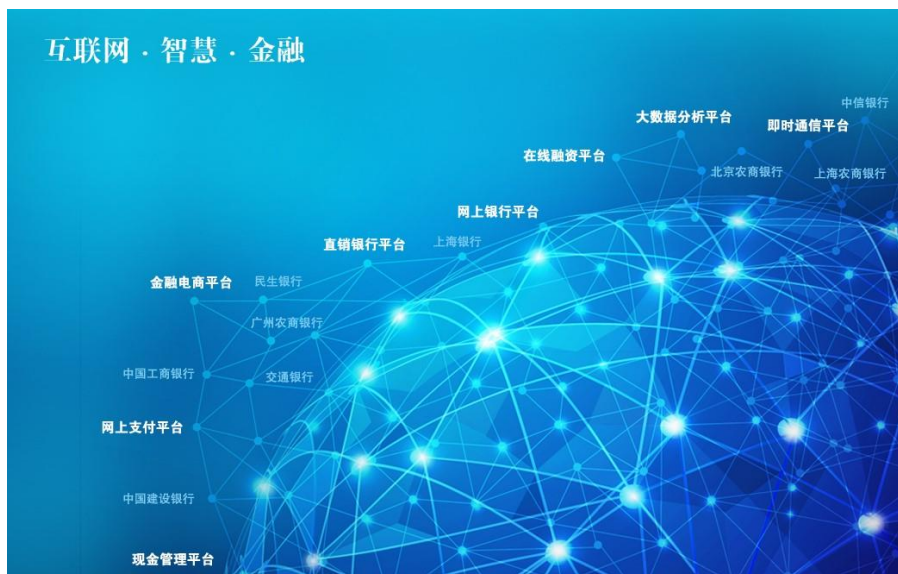 互联网 · 智慧 · 金融
中信银行
大数据分析平台
即时通信平台
在线融资平台
北京农商银行
上海农商银行
网上银行平台
直销银行平台
上海银行
金融电商平台
民生银行
广州农商银行
中国工商银行
交通银行
网上支付平台
中国建设银行
现金管理平台